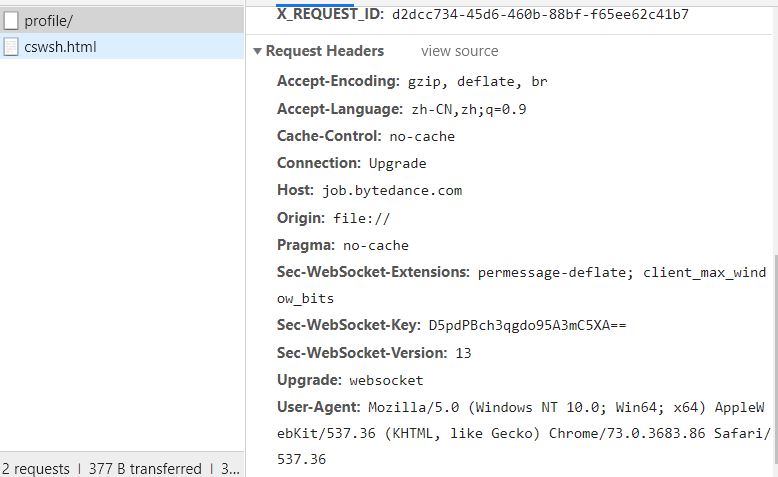 profile/
cswsh.html
2 requests | 377 B transferred | 3...
X_REQUEST_ID: d2dcc734-45d6-460b-88bf-f65ee62c41b7
Request Headers view source
Accept-Encoding: gzip, deflate, br
Accept-Language: zh-CN,zh;q=0.9
Cache-Control: no-cache
Connection: Upgrade
Host: job.bytedance.com
Origin: file://
Pragma: no-cache
Sec-WebSocket-Extensions: permessage-deflate; client_max_wind
ow_bits
Sec-WebSocket-Key: D5pdPBch3qgdo95A3mC5XA==
Sec-WebSocket-Version: 13
Upgrade: websocket
User-Agent: Mozilla/5.0 (Windows NT 10.0; Win64; x64) AppleW
ebKit/537.36 (KHTML, like Gecko) Chrome/73.0.3683.86 Safari/
537.36